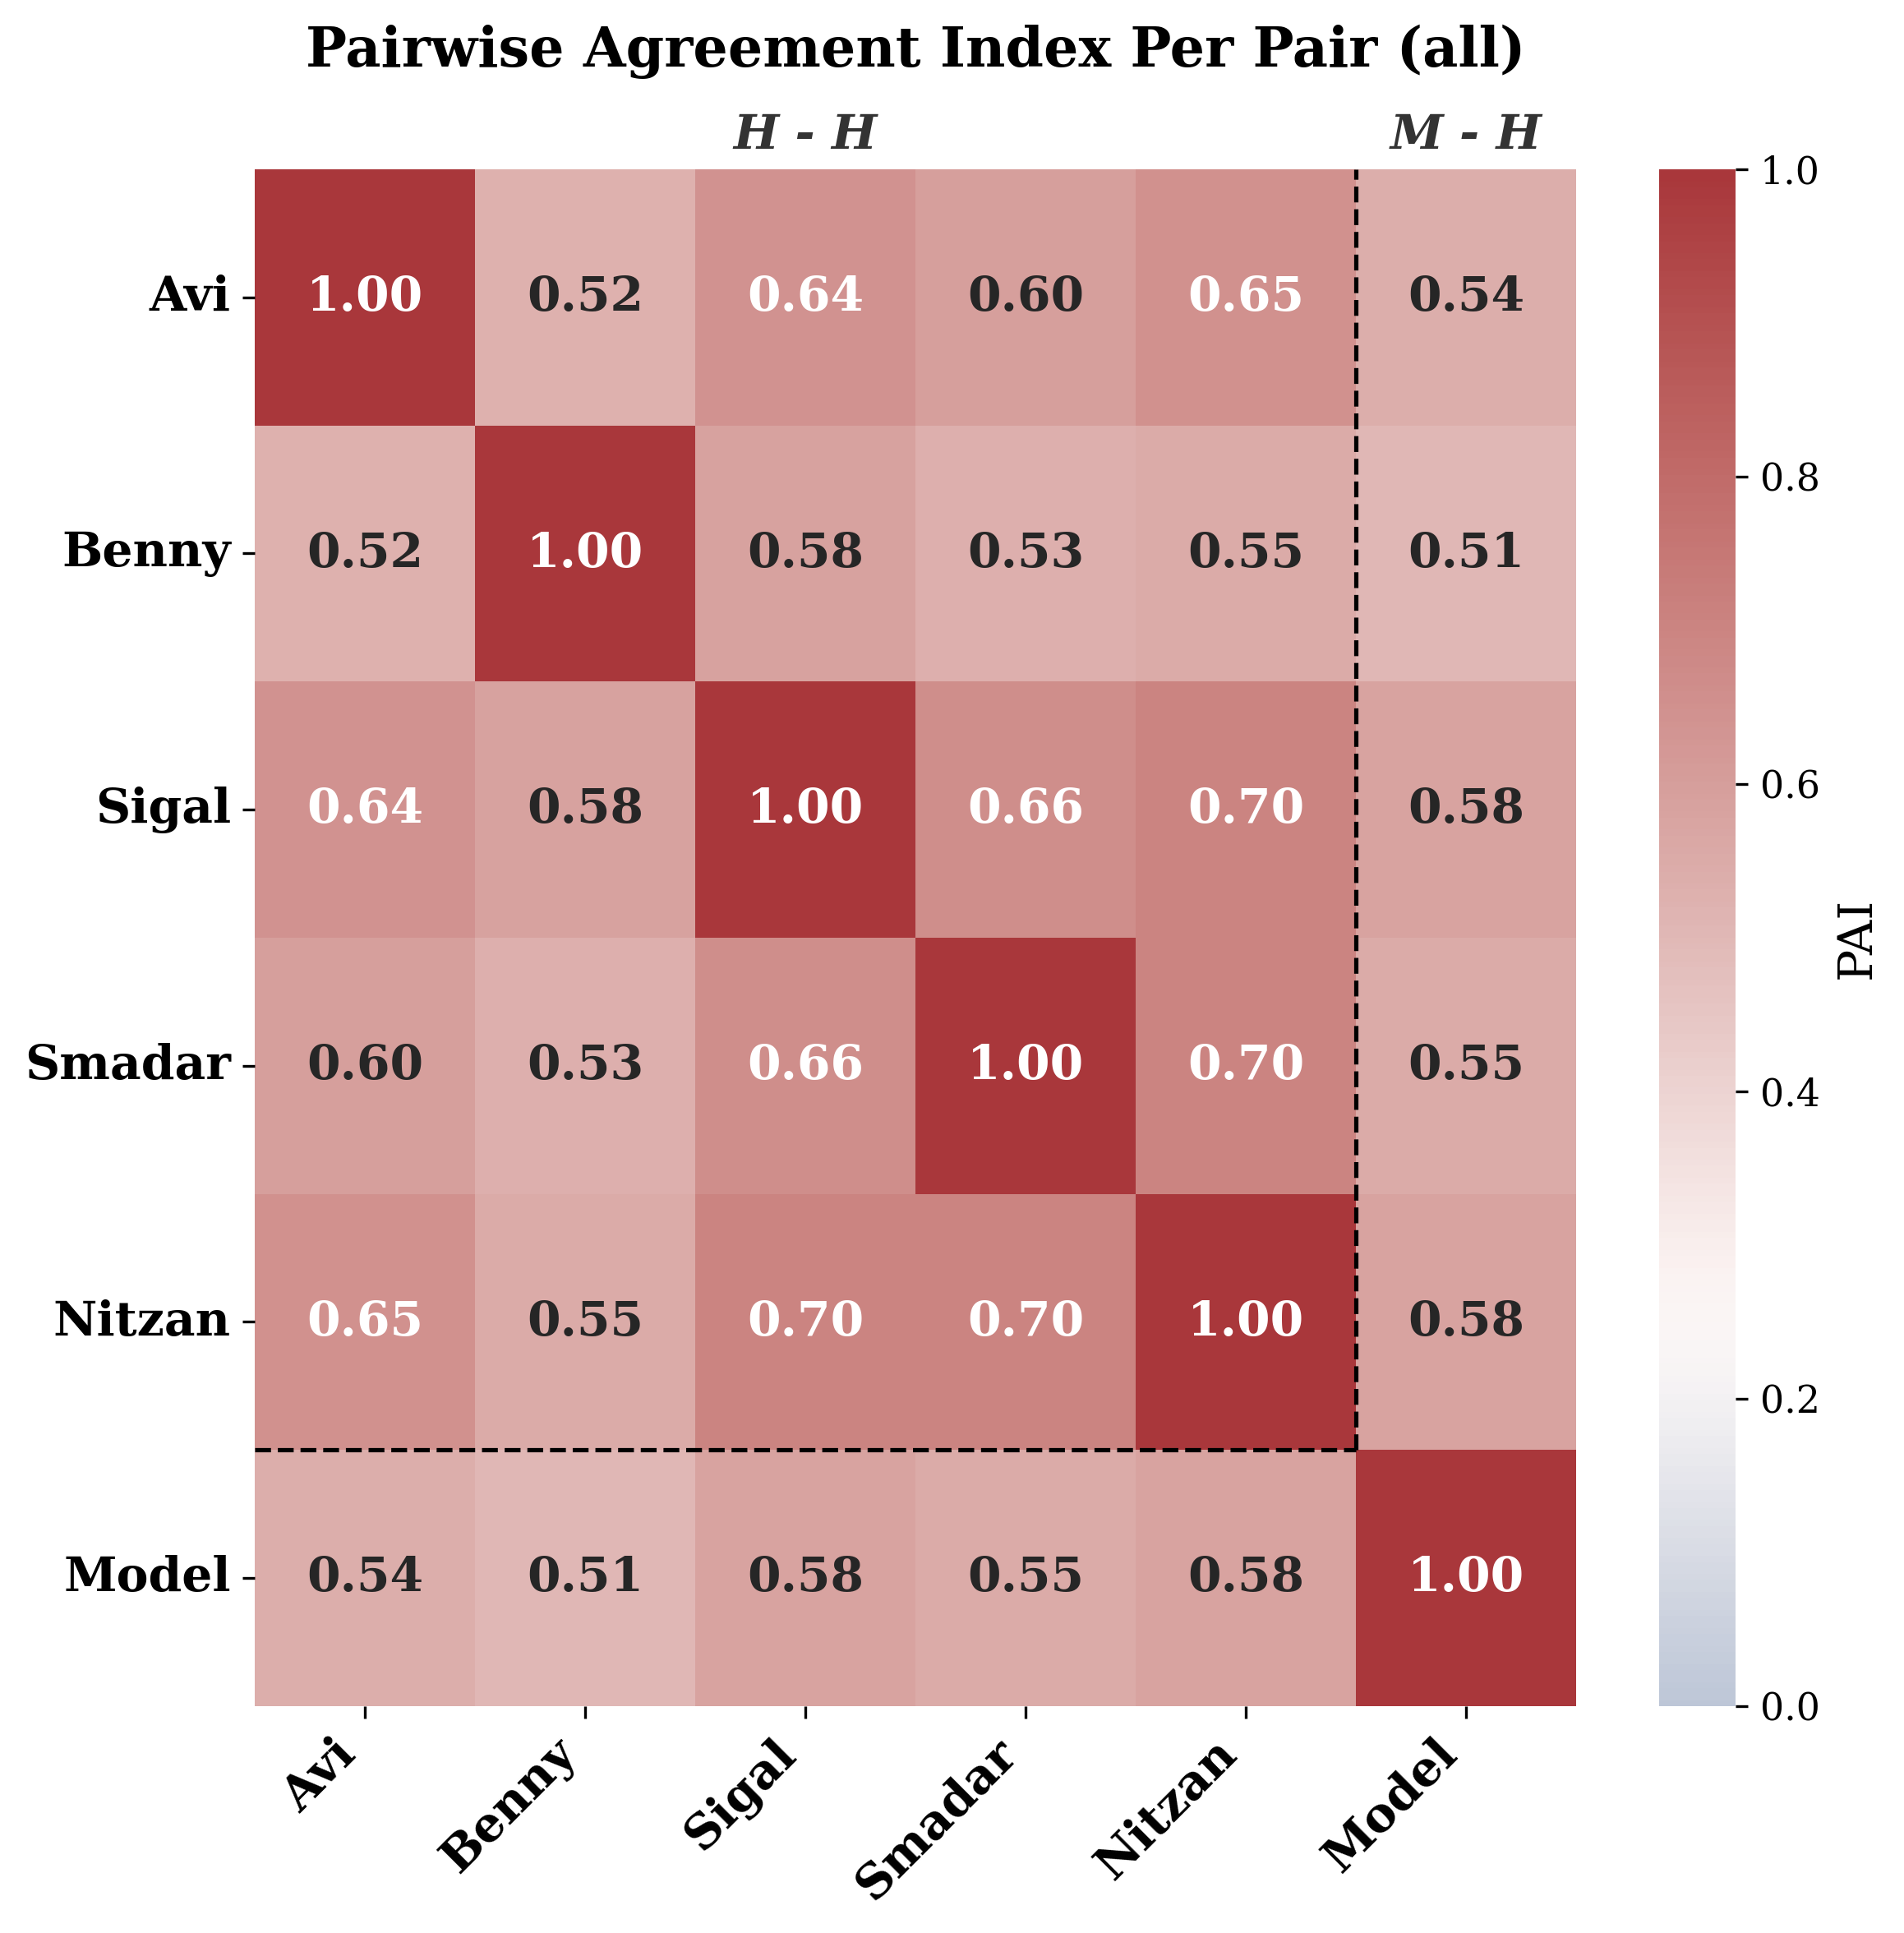 Pairwise Agreement Index Per Pair (all)
H - H M - H
Avi 1.00 0.52 0.64 0.60 0.65 0.54
Benny 0.52 1.00 0.58 0.53 0.55 0.51
Sigal 0.64 0.58 1.00 0.66 0.70 0.58
Smadar 0.60 0.53 0.66 1.00 0.70 0.55
Nitzan 0.65 0.55 0.70 0.70 1.00 0.58
Model 0.54 0.51 0.58 0.55 0.58 1.00
Avi Benny Sigal Smadar Nitzan Model
1.0
0.8
0.6
0.4
0.2
0.0
PAI